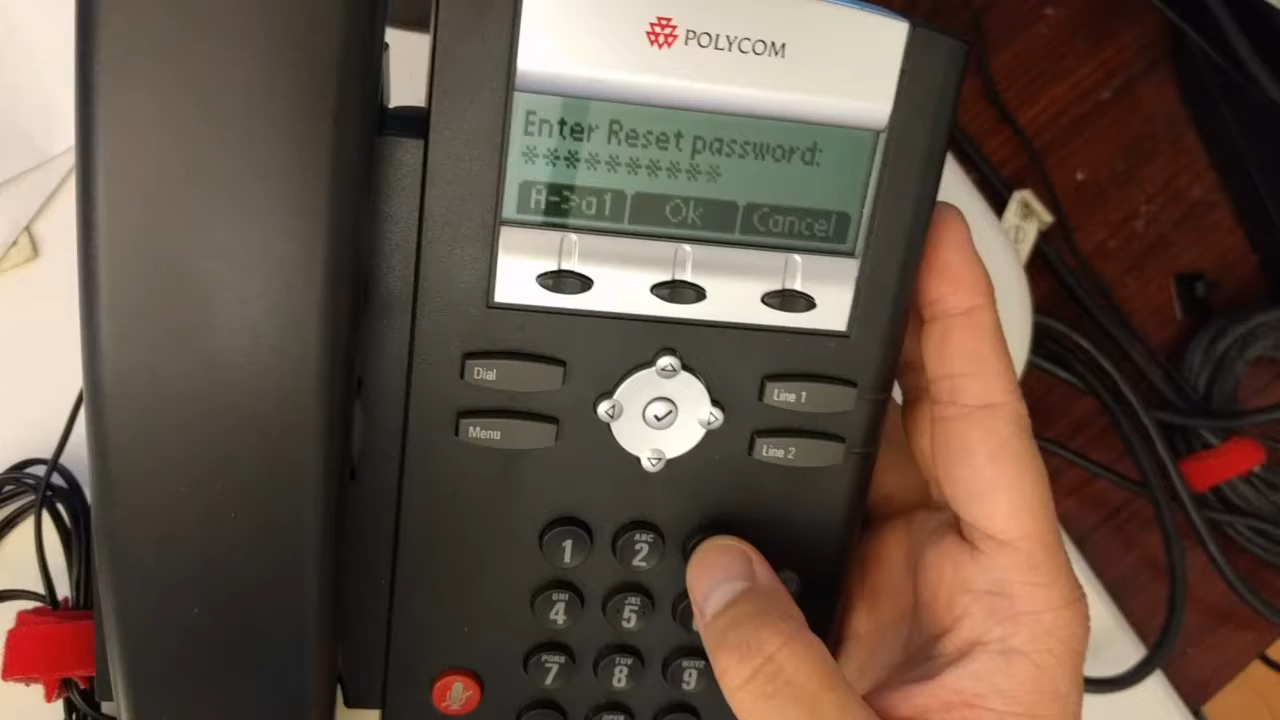 POLYCOM
Enter Reset password:
**********
A->a1 Ok Cancel
Dial
Menu
Line 1
Line 2
1
ABC
2
GHI
4
JKL
5
PQRS
7
TUV
8
WXYZ
9
OPER